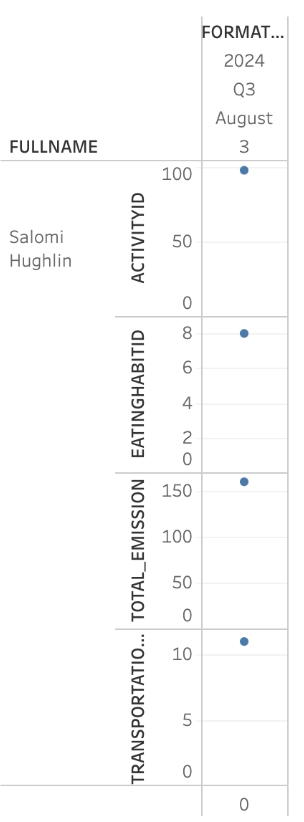 FORMAT...
2024
Q3
August
FULLNAME
3
Salomi
Hughlin
ACTIVITYID
100
50
0
EATINGHABITID
8
6
4
2
0
TOTAL_EMISSION
150
100
50
0
TRANSPORTATIO...
10
5
0
0